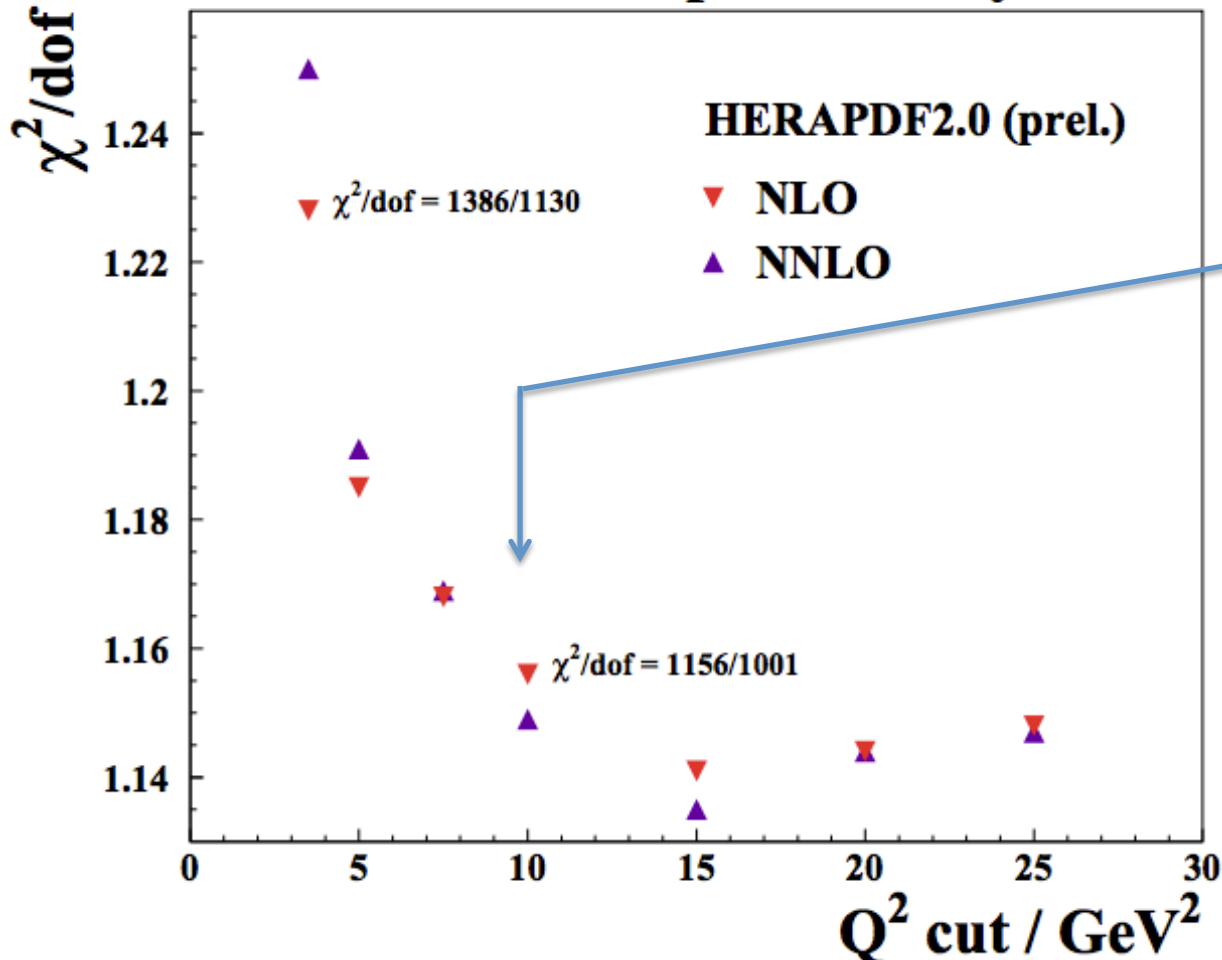 χ²/dof
1.24
1.22
1.2
1.18
1.16
1.14
HERAPDF2.0 (prel.)
NLO
NNLO
χ²/dof = 1386/1130
χ²/dof = 1156/1001
0 5 10 15 20 25 30
Q² cut / GeV²